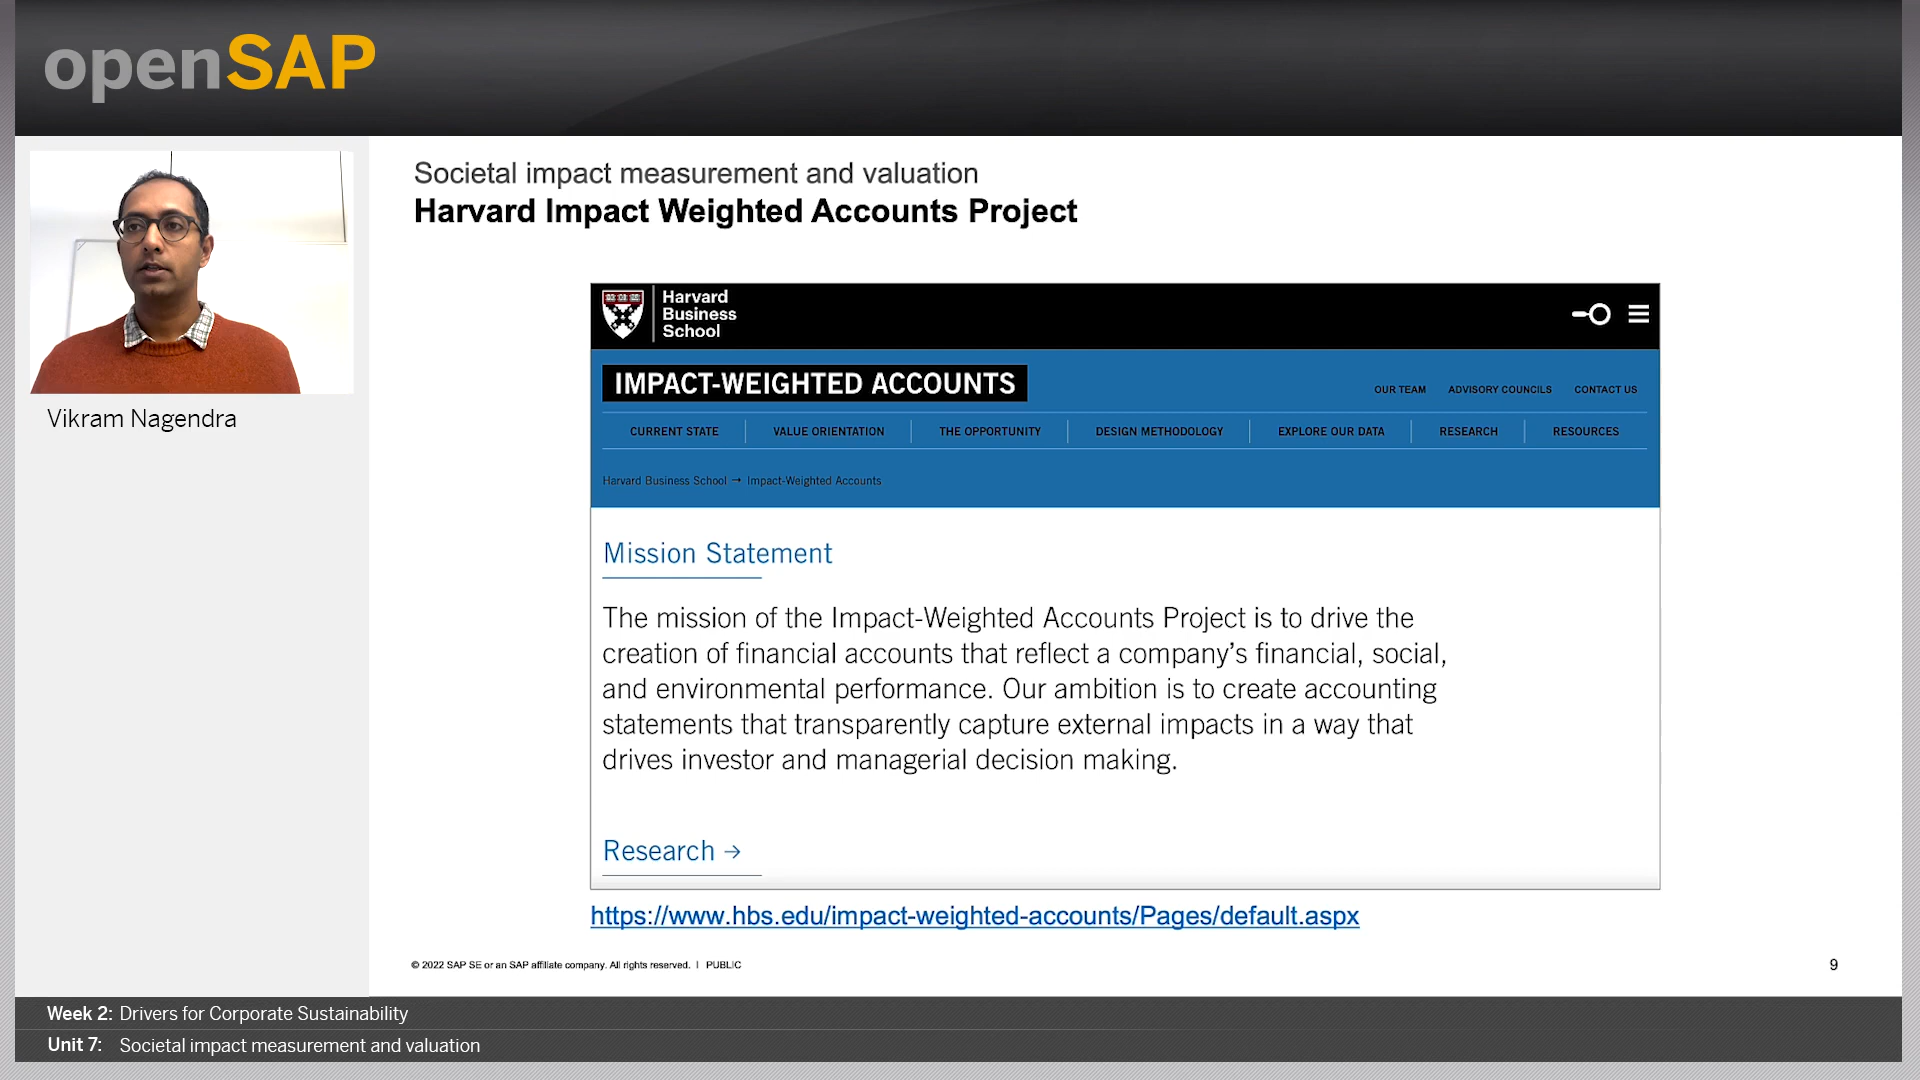 openSAP
Vikram Nagendra
Societal impact measurement and valuation
Harvard Impact Weighted Accounts Project
Harvard
Business
School
IMPACT-WEIGHTED ACCOUNTS
OUR TEAM ADVISORY COUNCILS CONTACT US
CURRENT STATE VALUE ORIENTATION THE OPPORTUNITY DESIGN METHODOLOGY EXPLORE OUR DATA RESEARCH RESOURCES
Harvard Business School → Impact-Weighted Accounts
Mission Statement
The mission of the Impact-Weighted Accounts Project is to drive the
creation of financial accounts that reflect a company’s financial, social,
and environmental performance. Our ambition is to create accounting
statements that transparently capture external impacts in a way that
drives investor and managerial decision making.
Research →
https://www.hbs.edu/impact-weighted-accounts/Pages/default.aspx
© 2022 SAP SE or an SAP affiliate company. All rights reserved. | PUBLIC
9
Week 2: Drivers for Corporate Sustainability
Unit 7: Societal impact measurement and valuation